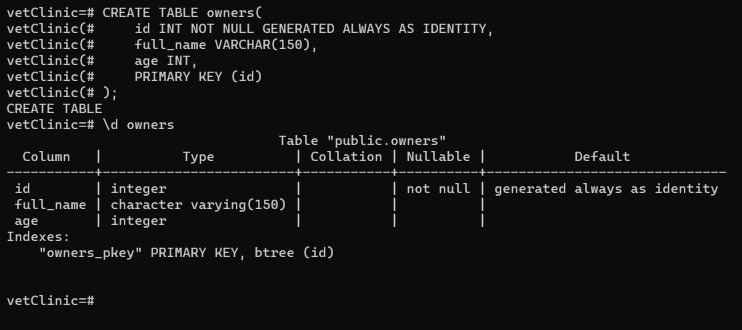 vetClinic=# CREATE TABLE owners(
vetClinic(#     id INT NOT NULL GENERATED ALWAYS AS IDENTITY,
vetClinic(#     full_name VARCHAR(150),
vetClinic(#     age INT,
vetClinic(#     PRIMARY KEY (id)
vetClinic(# );
CREATE TABLE
vetClinic=# \d owners
                                  Table "public.owners"
  Column   |          Type          | Collation | Nullable |           Default
-----------+------------------------+-----------+----------+------------------------------
 id        | integer                |           | not null | generated always as identity
 full_name | character varying(150) |           |          |
 age       | integer                |           |          |
Indexes:
    "owners_pkey" PRIMARY KEY, btree (id)
vetClinic=#